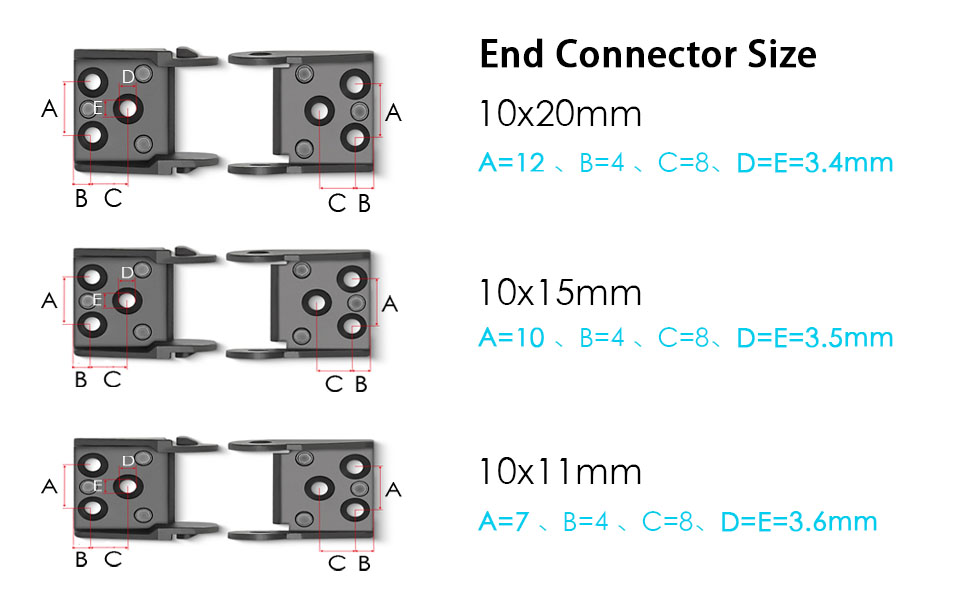 End Connector Size
10x20mm
A=12 、B=4 、C=8、D=E=3.4mm
A D E A
B C C B
10x15mm
A=10 、B=4 、C=8、D=E=3.5mm
A D E A
B C C B
10x11mm
A=7 、B=4 、C=8、D=E=3.6mm
A D E A
B C C B